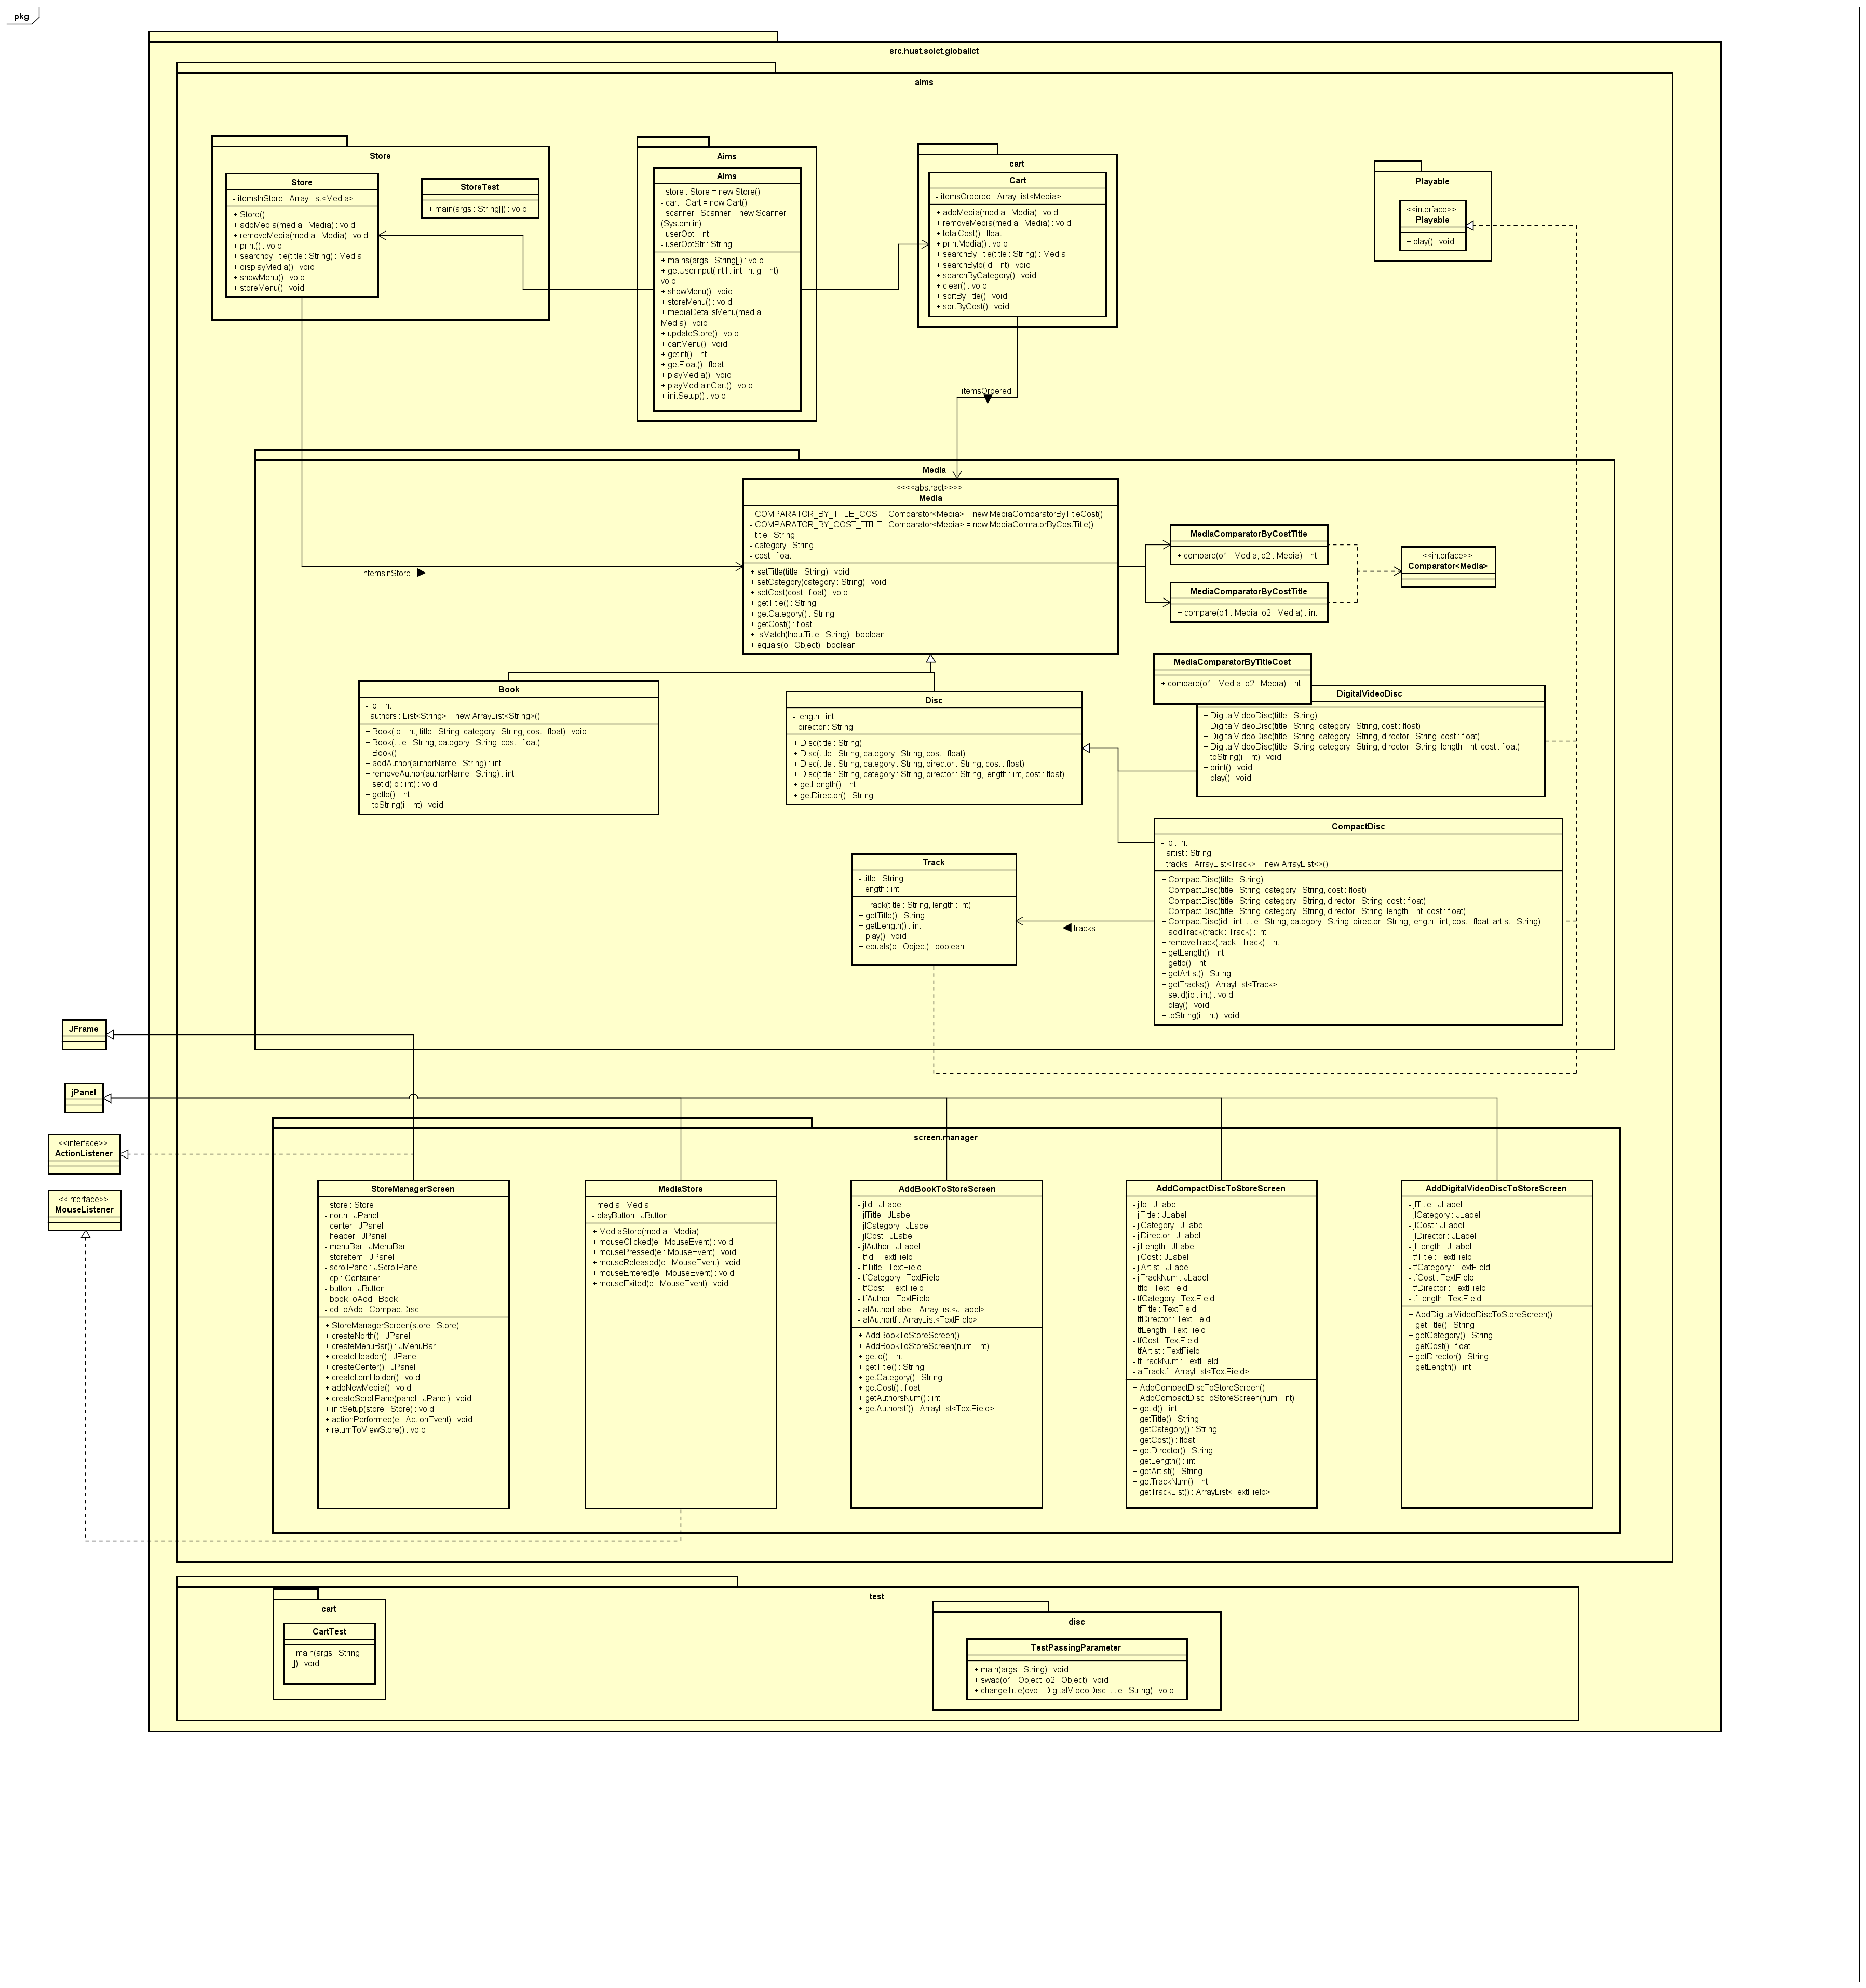 pkg
src.hust.soict.globalict
aims
Store
Store
- itemsInStore : ArrayList<Media>
+ Store()
+ addMedia(media : Media) : void
+ removeMedia(media : Media) : void
+ print() : void
+ searchbyTitle(title : String) : Media
+ displayMedia() : void
+ showMenu() : void
+ storeMenu() : void
StoreTest
+ main(args : String[]) : void
Aims
Aims
- store : Store = new Store()
- cart : Cart = new Cart()
- scanner : Scanner = new Scanner
(System.in)
- userOpt : int
- userOptStr : String
+ mains(args : String[]) : void
+ getUserInput(int l : int, int g : int) :
void
+ showMenu() : void
+ storeMenu() : void
+ mediaDetailsMenu(media :
Media) : void
+ updateStore() : void
+ cartMenu() : void
+ getInt() : int
+ getFloat() : float
+ playMedia() : void
+ playMediaInCart() : void
+ initSetup() : void
cart
Cart
- itemsOrdered : ArrayList<Media>
+ addMedia(media : Media) : void
+ removeMedia(media : Media) : void
+ totalCost() : float
+ printMedia() : void
+ searchByTitle(title : String) : Media
+ searchById(id : int) : void
+ searchByCategory() : void
+ clear() : void
+ sortByTitle() : void
+ sortByCost() : void
Playable
<<interface>>
Playable
+ play() : void
itemsOrdered
Media
<<<<abstract>>>>
Media
- COMPARATOR_BY_TITLE_COST : Comparator<Media> = new MediaComparatorByTitleCost()
- COMPARATOR_BY_COST_TITLE : Comparator<Media> = new MediaComratorByCostTitle()
- title : String
- category : String
- cost : float
+ setTitle(title : String) : void
+ setCategory(category : String) : void
+ setCost(cost : float) : void
+ getTitle() : String
+ getCategory() : String
+ getCost() : float
+ isMatch(InputTitle : String) : boolean
+ equals(o : Object) : boolean
intemsInStore
MediaComparatorByCostTitle
+ compare(o1 : Media, o2 : Media) : int
MediaComparatorByCostTitle
+ compare(o1 : Media, o2 : Media) : int
<<interface>>
Comparator<Media>
MediaComparatorByTitleCost
+ compare(o1 : Media, o2 : Media) : int
Book
- id : int
- authors : List<String> = new ArrayList<String>()
+ Book(id : int, title : String, category : String, cost : float) : void
+ Book(title : String, category : String, cost : float)
+ Book()
+ addAuthor(authorName : String) : int
+ removeAuthor(authorName : String) : int
+ setId(id : int) : void
+ getId() : int
+ toString(i : int) : void
Disc
- length : int
- director : String
+ Disc(title : String)
+ Disc(title : String, category : String, cost : float)
+ Disc(title : String, category : String, director : String, cost : float)
+ Disc(title : String, category : String, director : String, length : int, cost : float)
+ getLength() : int
+ getDirector() : String
DigitalVideoDisc
+ DigitalVideoDisc(title : String)
+ DigitalVideoDisc(title : String, category : String, cost : float)
+ DigitalVideoDisc(title : String, category : String, director : String, cost : float)
+ DigitalVideoDisc(title : String, category : String, director : String, length : int, cost : float)
+ toString(i : int) : void
+ print() : void
+ play() : void
CompactDisc
- id : int
- artist : String
- tracks : ArrayList<Track> = new ArrayList<>()
+ CompactDisc(title : String)
+ CompactDisc(title : String, category : String, cost : float)
+ CompactDisc(title : String, category : String, director : String, cost : float)
+ CompactDisc(title : String, category : String, director : String, length : int, cost : float)
+ CompactDisc(id : int, title : String, category : String, director : String, length : int, cost : float, artist : String)
+ addTrack(track : Track) : int
+ removeTrack(track : Track) : int
+ getLength() : int
+ getId() : int
+ getArtist() : String
+ getTracks() : ArrayList<Track>
+ setId(id : int) : void
+ play() : void
+ toString(i : int) : void
Track
- title : String
- length : int
+ Track(title : String, length : int)
+ getTitle() : String
+ getLength() : int
+ play() : void
+ equals(o : Object) : boolean
tracks
JFrame
jPanel
<<interface>>
ActionListener
<<interface>>
MouseListener
screen.manager
StoreManagerScreen
- store : Store
- north : JPanel
- center : JPanel
- header : JPanel
- menuBar : JMenuBar
- storeItem : JPanel
- scrollPane : JScrollPane
- cp : Container
- button : JButton
- bookToAdd : Book
- cdToAdd : CompactDisc
+ StoreManagerScreen(store : Store)
+ createNorth() : JPanel
+ createMenuBar() : JMenuBar
+ createHeader() : JPanel
+ createCenter() : JPanel
+ createItemHolder() : void
+ addNewMedia() : void
+ createScrollPane(panel : JPanel) : void
+ initSetup(store : Store) : void
+ actionPerformed(e : ActionEvent) : void
+ returnToViewStore() : void
MediaStore
- media : Media
- playButton : JButton
+ MediaStore(media : Media)
+ mouseClicked(e : MouseEvent) : void
+ mousePressed(e : MouseEvent) : void
+ mouseReleased(e : MouseEvent) : void
+ mouseEntered(e : MouseEvent) : void
+ mouseExited(e : MouseEvent) : void
AddBookToStoreScreen
- jlId : JLabel
- jlTitle : JLabel
- jlCategory : JLabel
- jlCost : JLabel
- jlAuthor : JLabel
- tfId : TextField
- tfTitle : TextField
- tfCategory : TextField
- tfCost : TextField
- tfAuthor : TextField
- alAuthorLabel : ArrayList<JLabel>
- alAuthortf : ArrayList<TextField>
+ AddBookToStoreScreen()
+ AddBookToStoreScreen(num : int)
+ getId() : int
+ getTitle() : String
+ getCategory() : String
+ getCost() : float
+ getAuthorsNum() : int
+ getAuthorstf() : ArrayList<TextField>
AddCompactDiscToStoreScreen
- jlId : JLabel
- jlTitle : JLabel
- jlCategory : JLabel
- jlDirector : JLabel
- jlLength : JLabel
- jlCost : JLabel
- jlArtist : JLabel
- jlTrackNum : JLabel
- tfId : TextField
- tfCategory : TextField
- tfTitle : TextField
- tfDirector : TextField
- tfLength : TextField
- tfCost : TextField
- tfArtist : TextField
- tfTrackNum : TextField
- alTracktf : ArrayList<TextField>
+ AddCompactDiscToStoreScreen()
+ AddCompactDiscToStoreScreen(num : int)
+ getId() : int
+ getTitle() : String
+ getCategory() : String
+ getCost() : float
+ getDirector() : String
+ getLength() : int
+ getArtist() : String
+ getTrackNum() : int
+ getTrackList() : ArrayList<TextField>
AddDigitalVideoDiscToStoreScreen
- jlTitle : JLabel
- jlCategory : JLabel
- jlCost : JLabel
- jlDirector : JLabel
- jlLength : JLabel
- tfTitle : TextField
- tfCategory : TextField
- tfCost : TextField
- tfDirector : TextField
- tfLength : TextField
+ AddDigitalVideoDiscToStoreScreen()
+ getTitle() : String
+ getCategory() : String
+ getCost() : float
+ getDirector() : String
+ getLength() : int
test
cart
CartTest
- main(args : String
[]) : void
disc
TestPassingParameter
+ main(args : String) : void
+ swap(o1 : Object, o2 : Object) : void
+ changeTitle(dvd : DigitalVideoDisc, title : String) : void